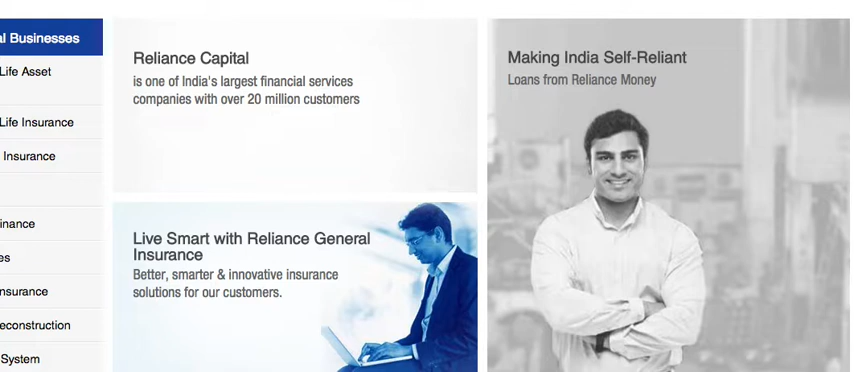 al Businesses
Life Asset
Life Insurance
Insurance
inance
es
nsurance
econstruction
System
Reliance Capital
is one of India's largest financial services
companies with over 20 million customers
Live Smart with Reliance General
Insurance
Better, smarter & innovative insurance
solutions for our customers.
Making India Self-Reliant
Loans from Reliance Money